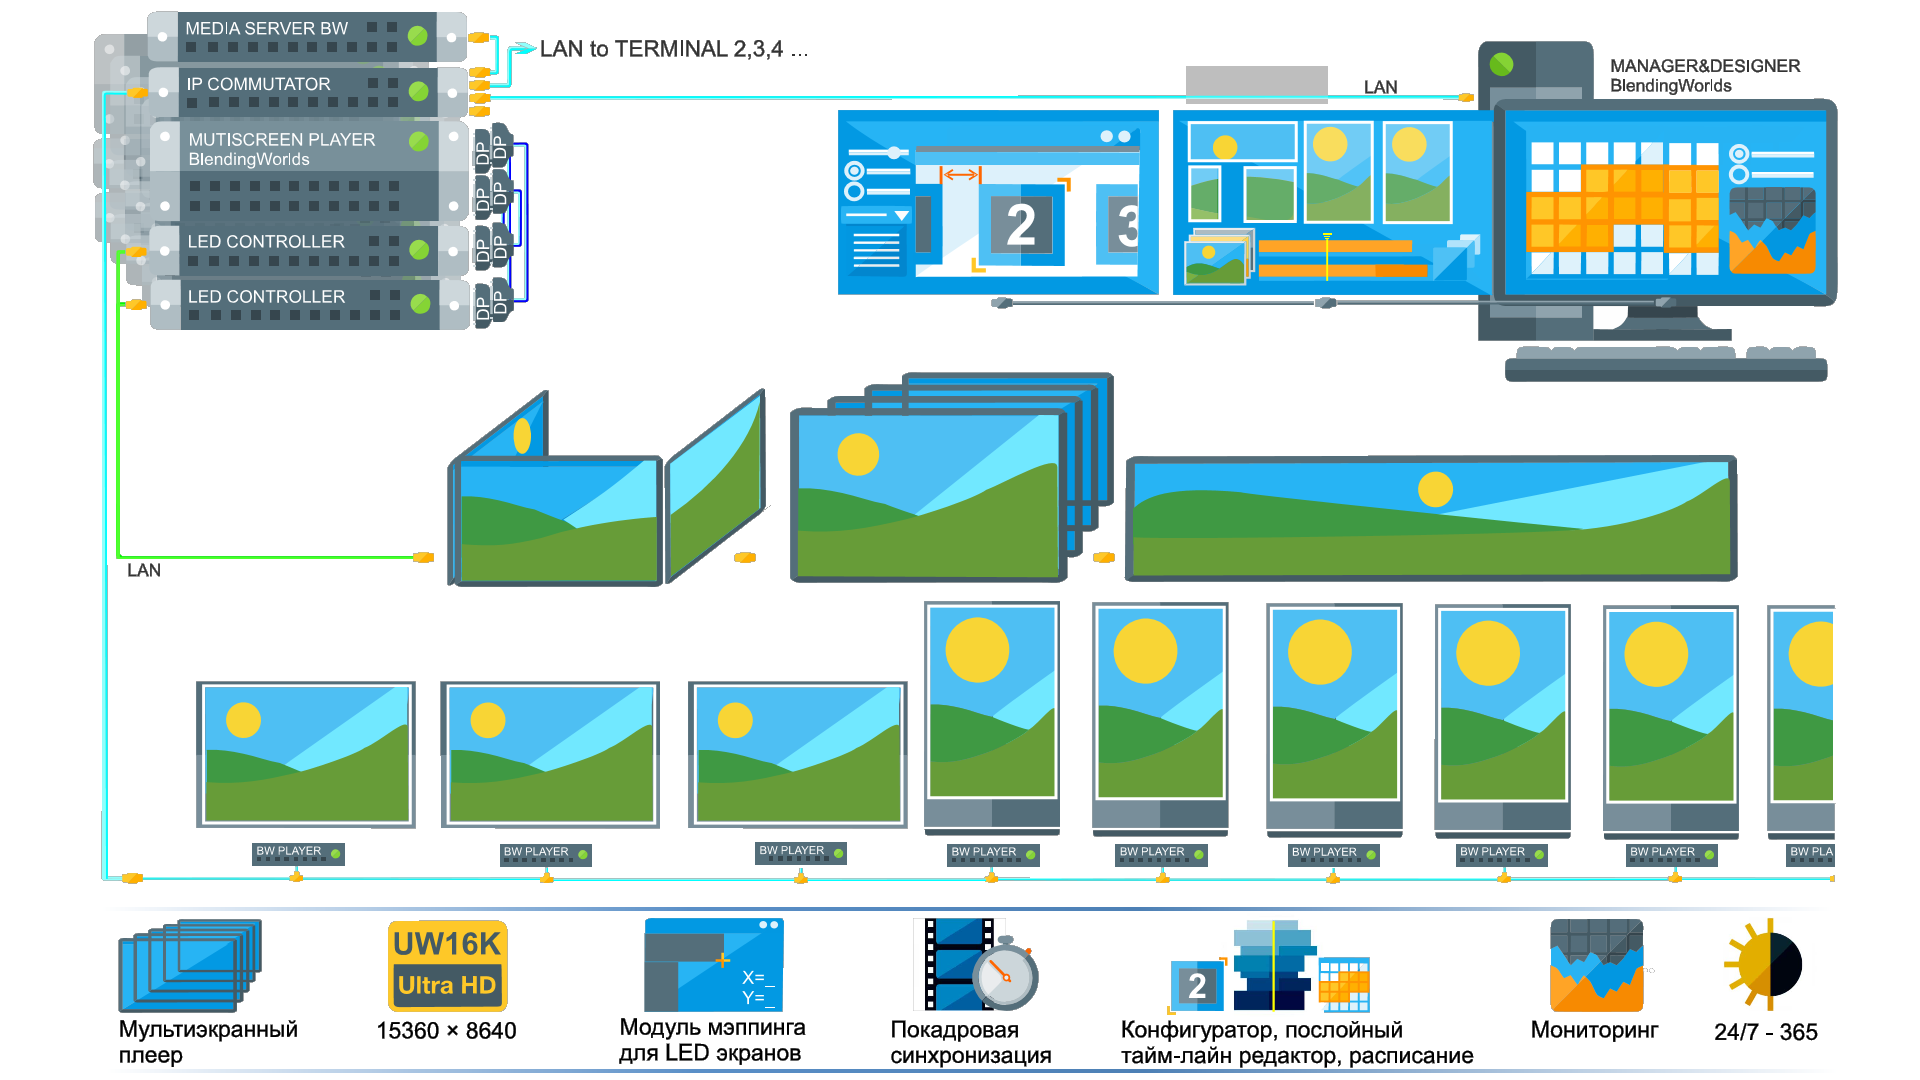 MEDIA SERVER BW
LAN to TERMINAL 2,3,4 ...
IP COMMUTATOR
LAN
MANAGER&DESIGNER
BlendingWorlds
MUTISCREEN PLAYER
BlendingWorlds
DP
DP
DP
DP
LED CONTROLLER
DP
DP
LED CONTROLLER
DP
DP
2
3
LAN
BW PLAYER
BW PLAYER
BW PLAYER
BW PLAYER
BW PLAYER
BW PLAYER
BW PLAYER
BW PLAYER
BW PLA
UW16K
Ultra HD
X=_
Y=_
2
Мультиэкранный
плеер
15360 × 8640
Модуль мэппинга
для LED экранов
Покадровая
синхронизация
Конфигуратор, послойный
тайм-лайн редактор, расписание
Мониторинг
24/7 - 365